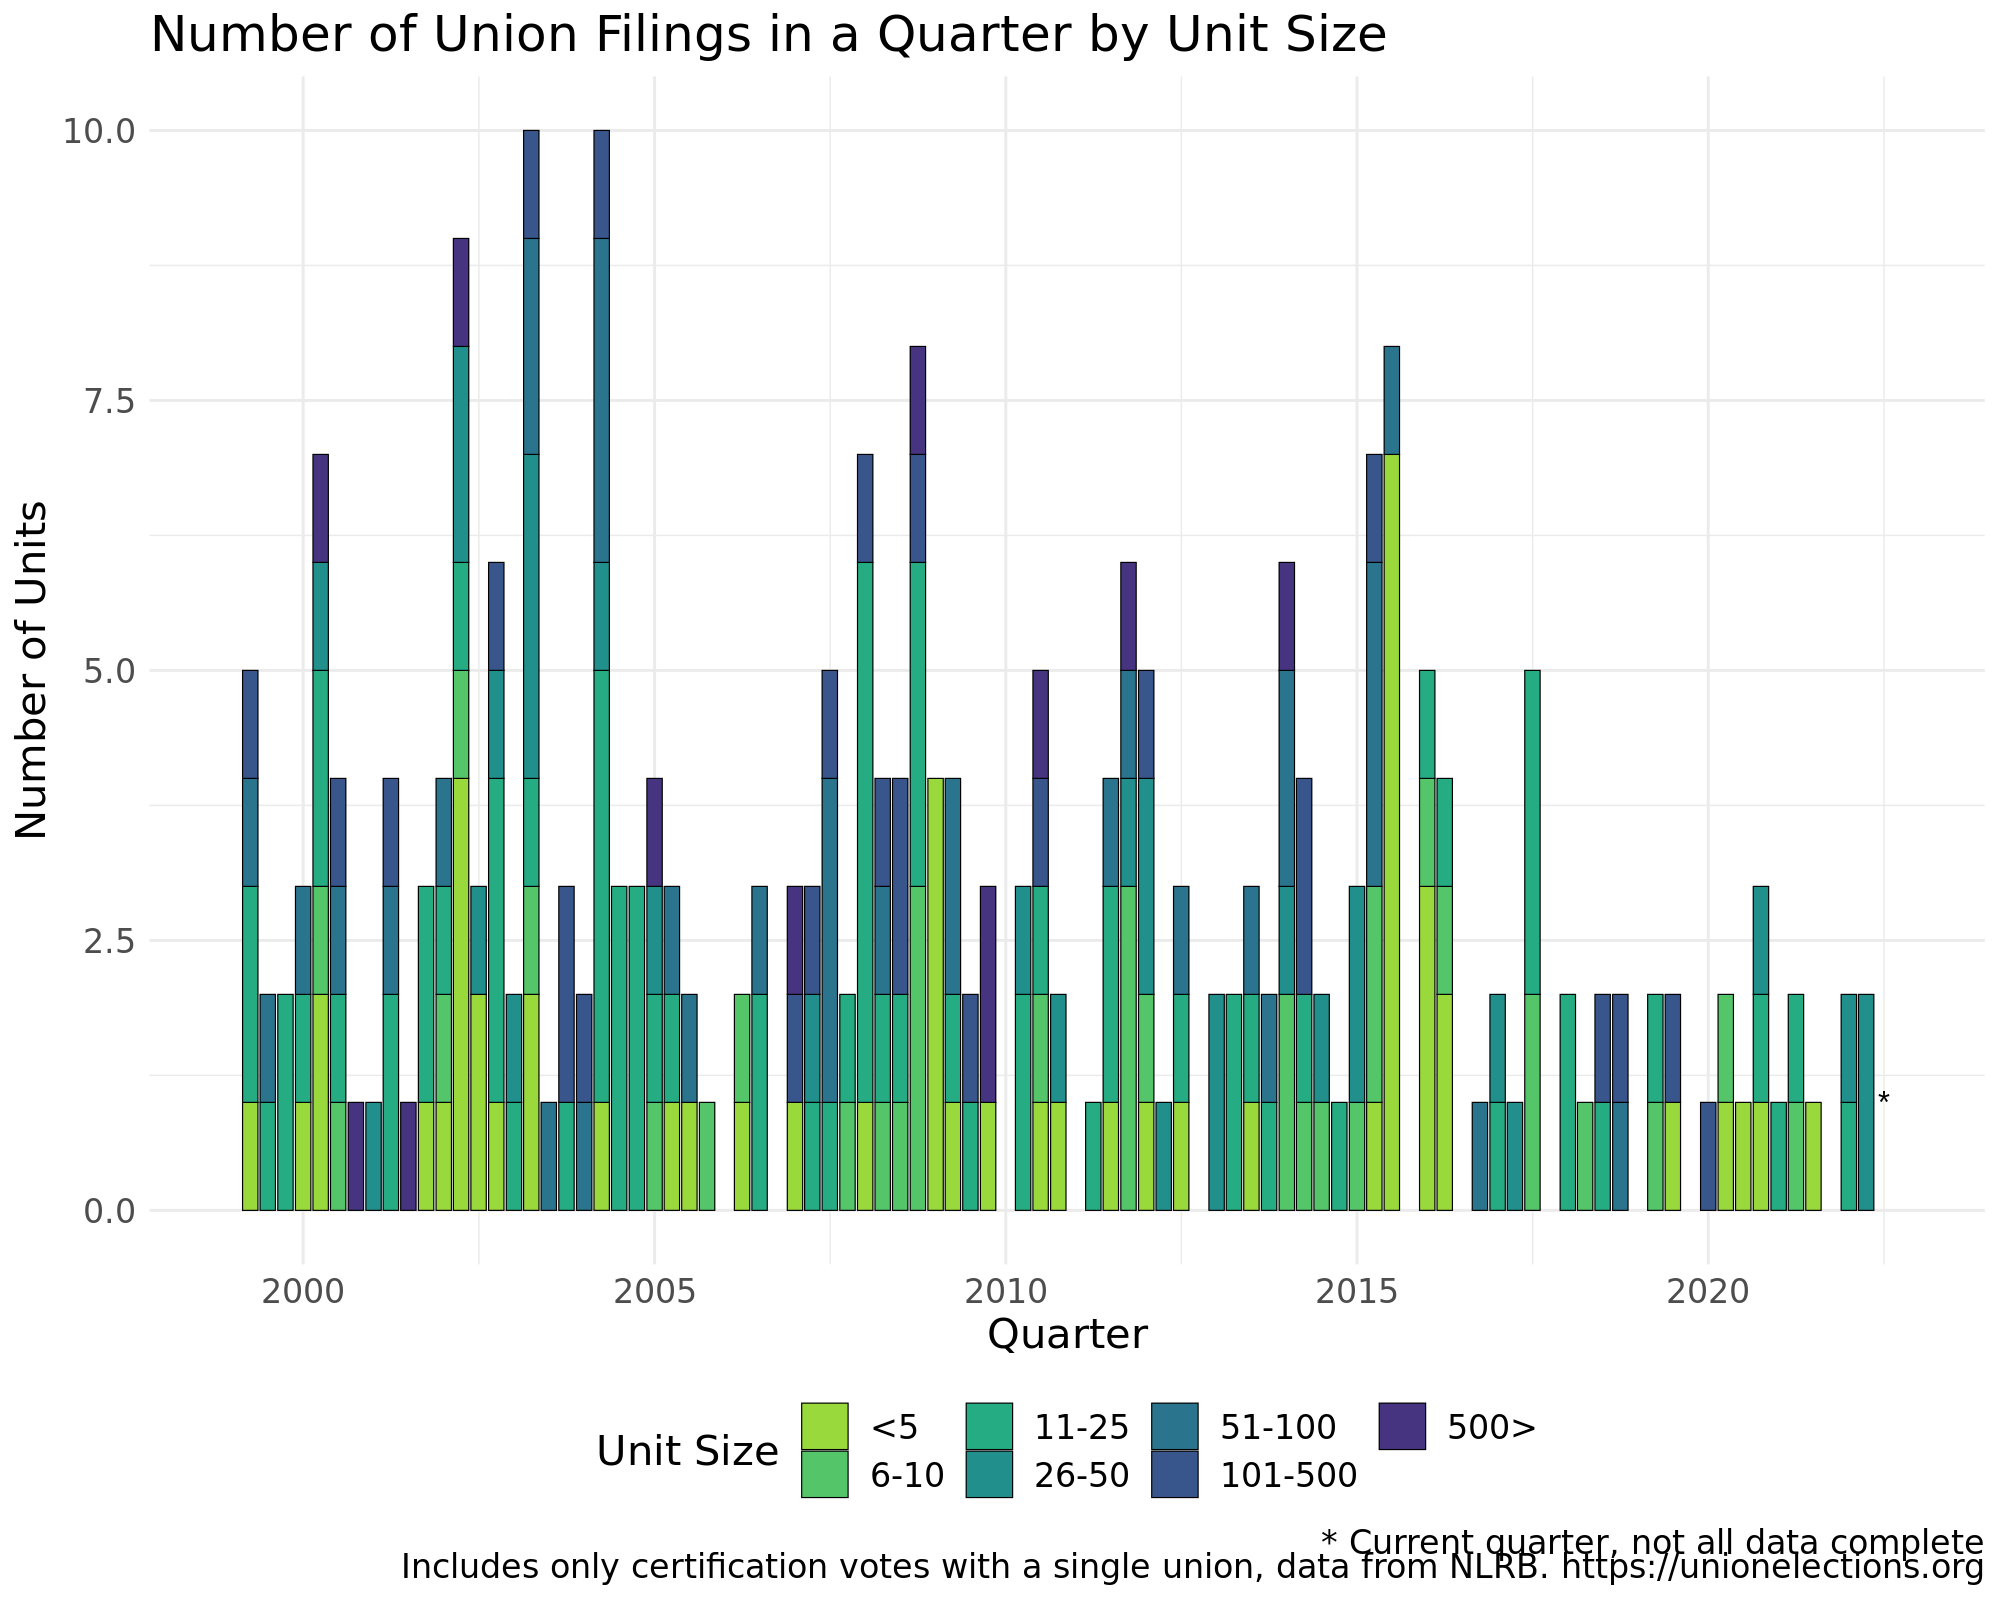 Number of Union Filings in a Quarter by Unit Size
Number of Units
10.0
7.5
5.0
2.5
0.0
*
2000 2005 2010 2015 2020
Quarter
Unit Size
<5 11-25 51-100 500>
6-10 26-50 101-500
* Current quarter, not all data complete
Includes only certification votes with a single union, data from NLRB. https://unionelections.org